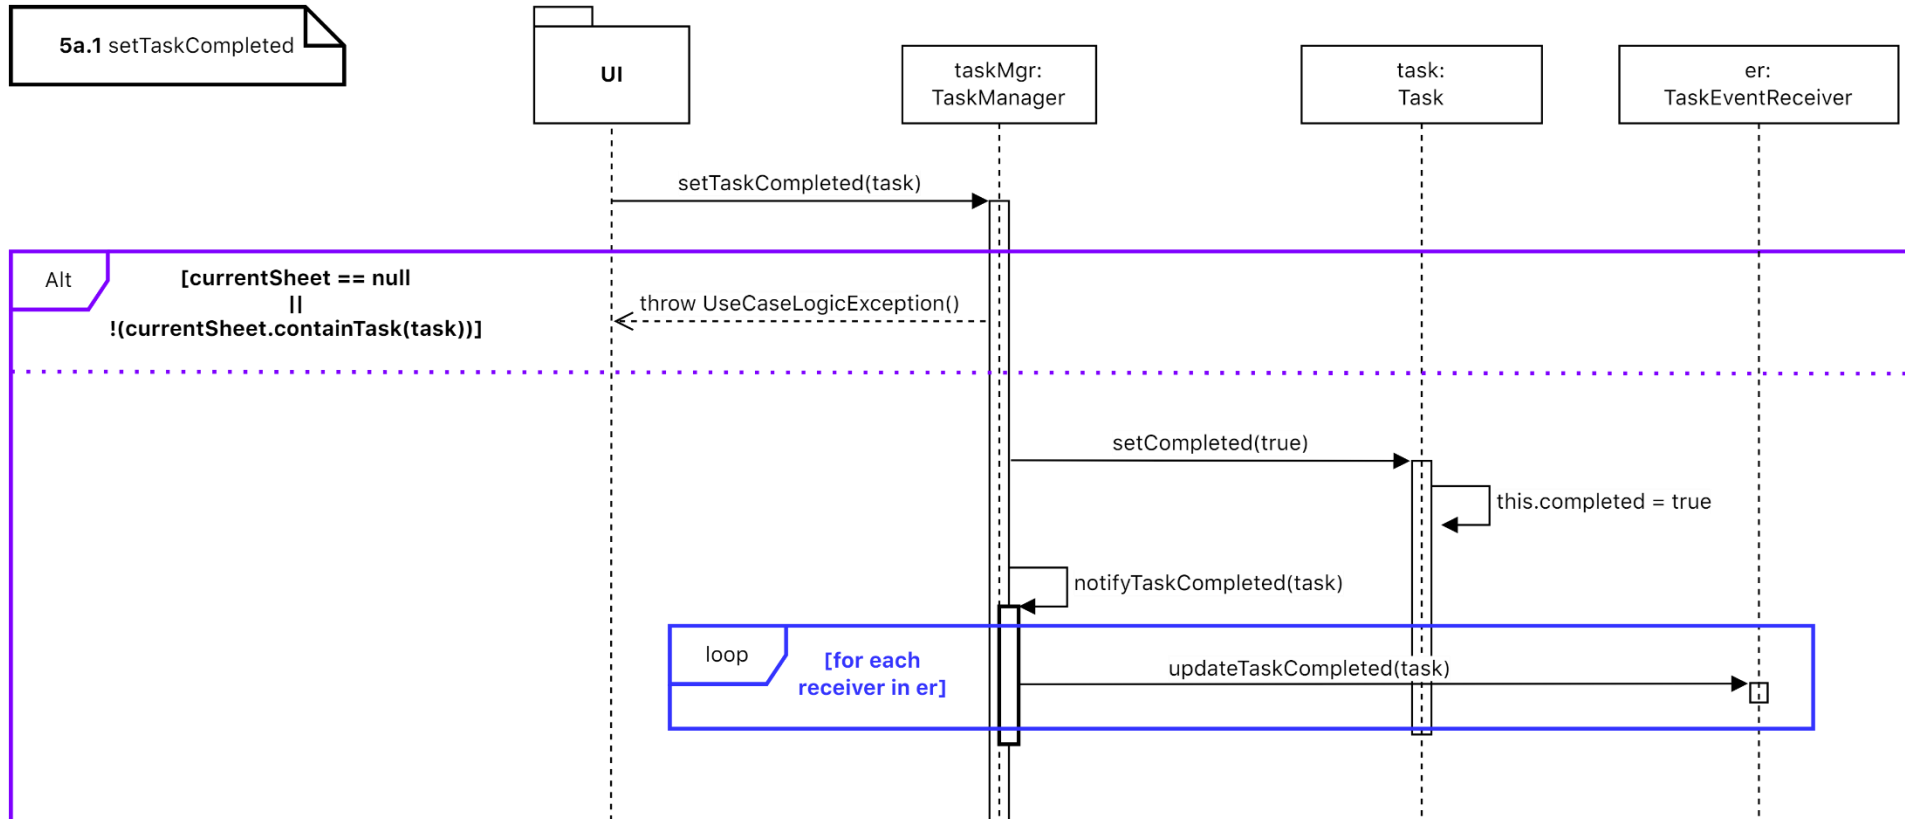 5a.1 setTaskCompleted
UI
taskMgr:
TaskManager
task:
Task
er:
TaskEventReceiver
setTaskCompleted(task)
Alt
[currentSheet == null
||
!(currentSheet.containTask(task))]
throw UseCaseLogicException()
setCompleted(true)
this.completed = true
notifyTaskCompleted(task)
loop
[for each
receiver in er]
updateTaskCompleted(task)